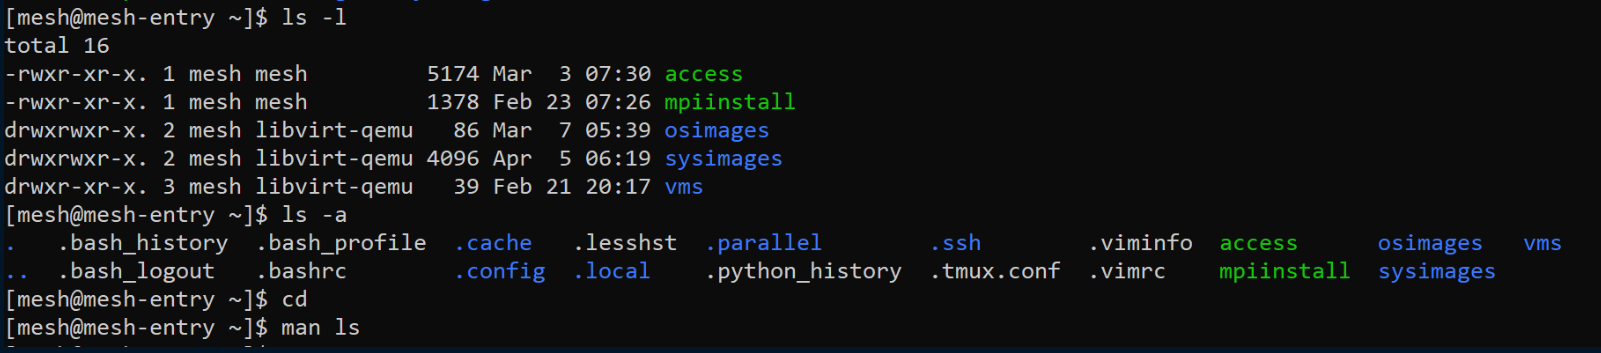 [mesh@mesh-entry ~]$ ls -l
total 16
-rwxr-xr-x. 1 mesh mesh         5174 Mar  3 07:30 access
-rwxr-xr-x. 1 mesh mesh         1378 Feb 23 07:26 mpiinstall
drwxrwxr-x. 2 mesh libvirt-qemu   86 Mar  7 05:39 osimages
drwxrwxr-x. 2 mesh libvirt-qemu 4096 Apr  5 06:19 sysimages
drwxr-xr-x. 3 mesh libvirt-qemu   39 Feb 21 20:17 vms
[mesh@mesh-entry ~]$ ls -a
.   .bash_history  .bash_profile  .cache   .lesshst  .parallel        .ssh        .viminfo  access      osimages   vms
..  .bash_logout   .bashrc        .config  .local    .python_history  .tmux.conf  .vimrc    mpiinstall  sysimages
[mesh@mesh-entry ~]$ cd
[mesh@mesh-entry ~]$ man ls